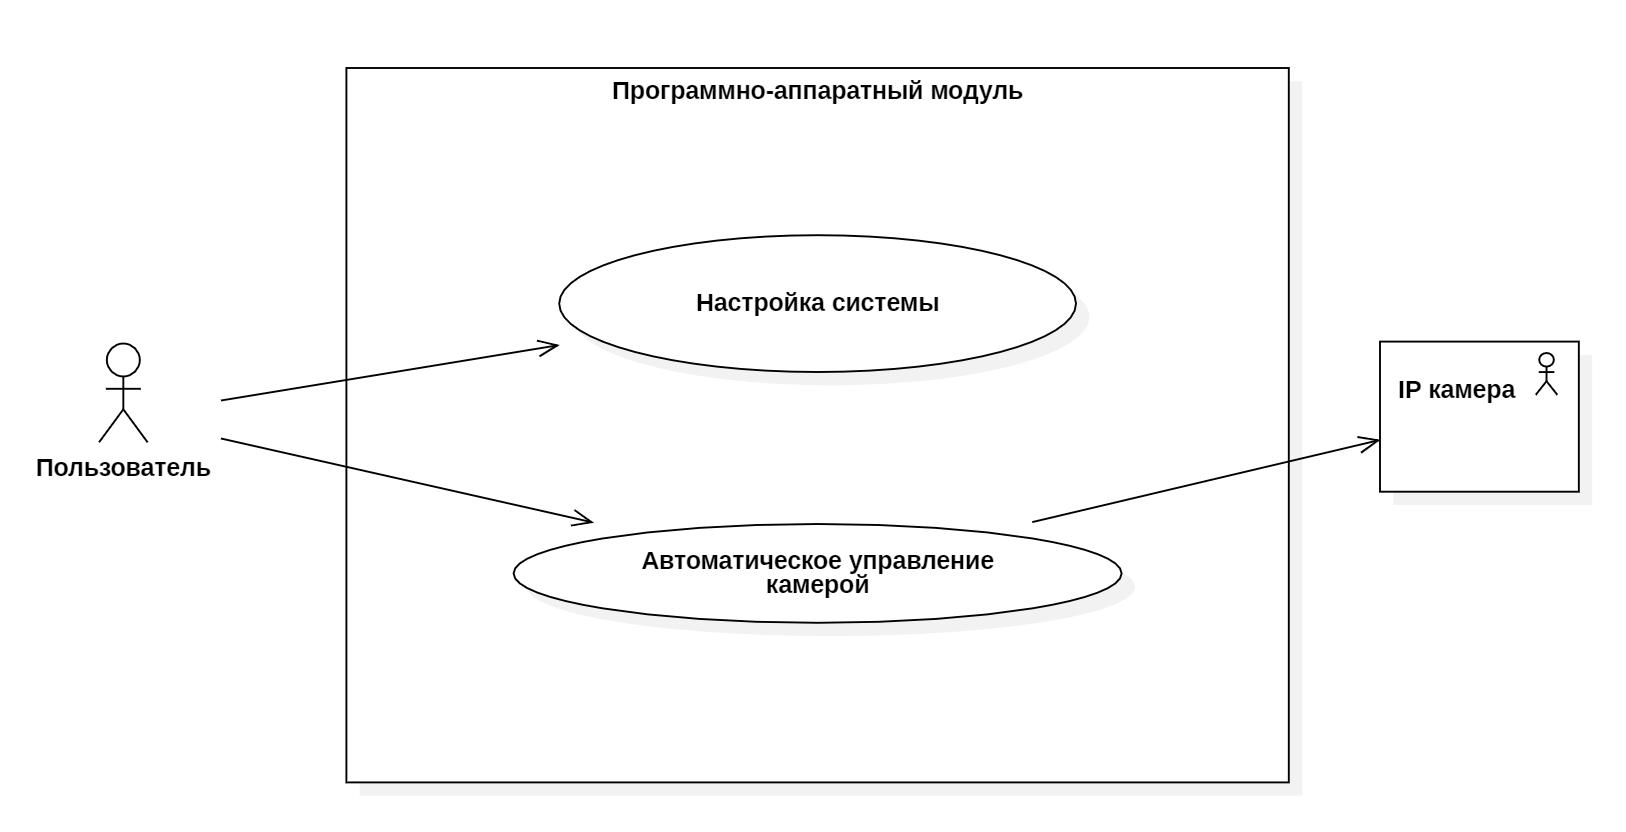 Программно-аппаратный модуль
Настройка системы
IP камера
Пользователь
Автоматическое управление
камерой